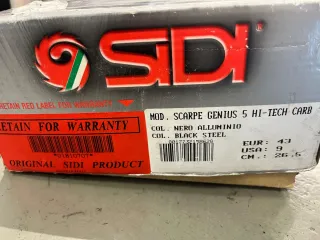 SIDI
RETAIN RED LABEL FOR WARRANTY
RETAIN FOR WARRANTY
ORIGINAL SIDI PRODUCT
MOD. SCARPE GENIUS 5 HI-TECH CARB
COL. NERO ALLUMINIO
COL. BLACK STEEL
EUR: 43
USA: 9
CM.: 26.5